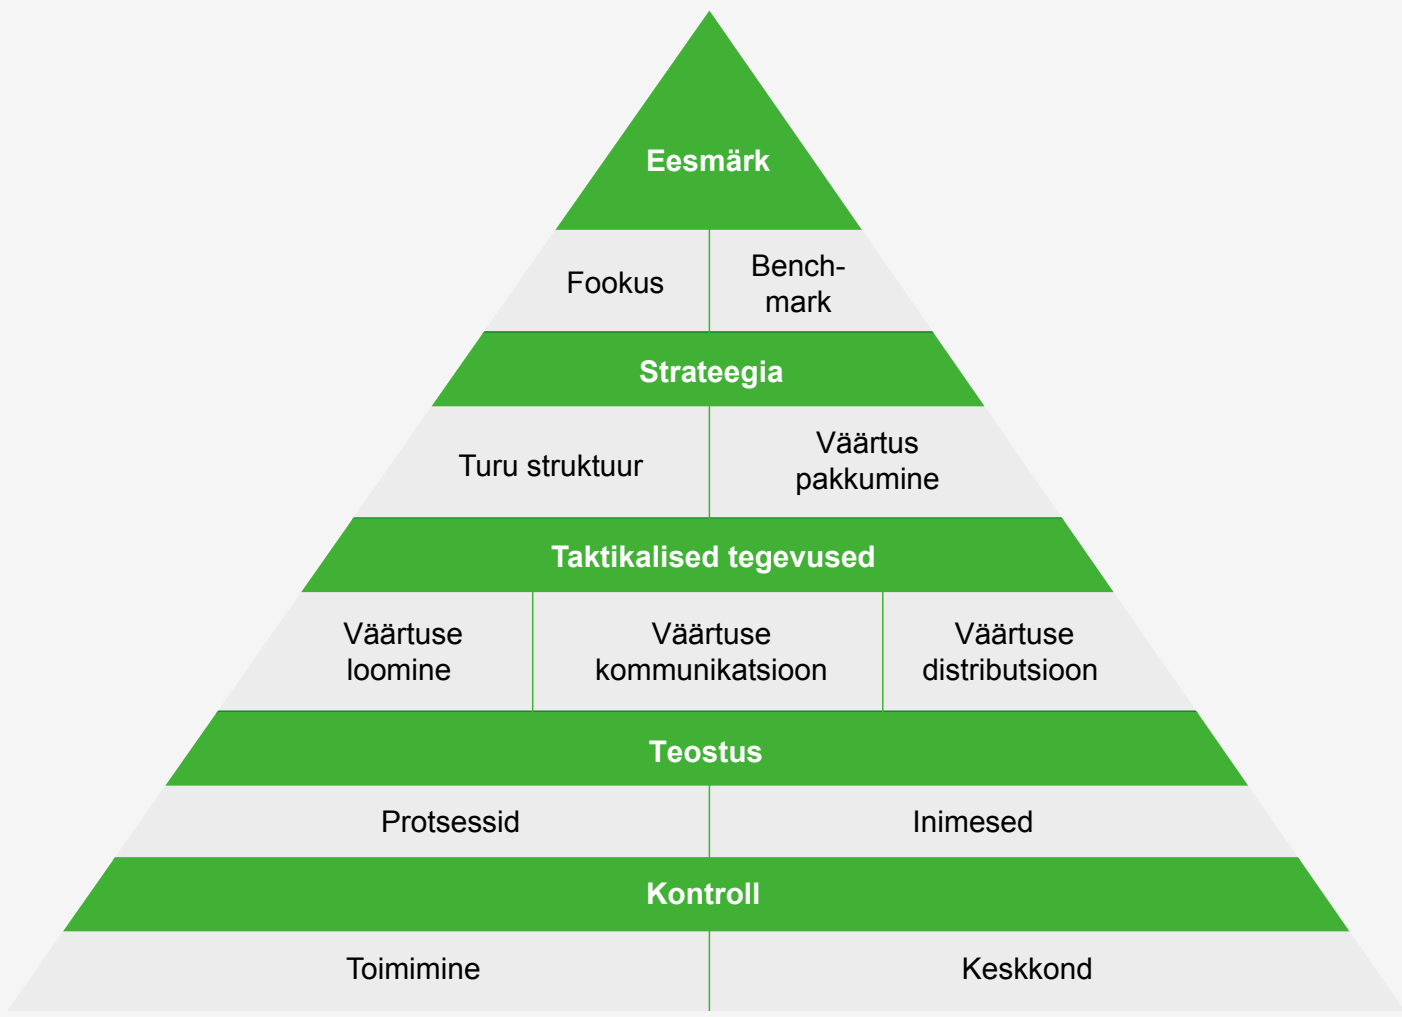 Eesmärk
Fookus
Bench-
mark
Strateegia
Turu struktuur
Väärtus
pakkumine
Taktikalised tegevused
Väärtuse
loomine
Väärtuse
kommunikatsioon
Väärtuse
distributsioon
Teostus
Protsessid
Inimesed
Kontroll
Toimimine
Keskkond